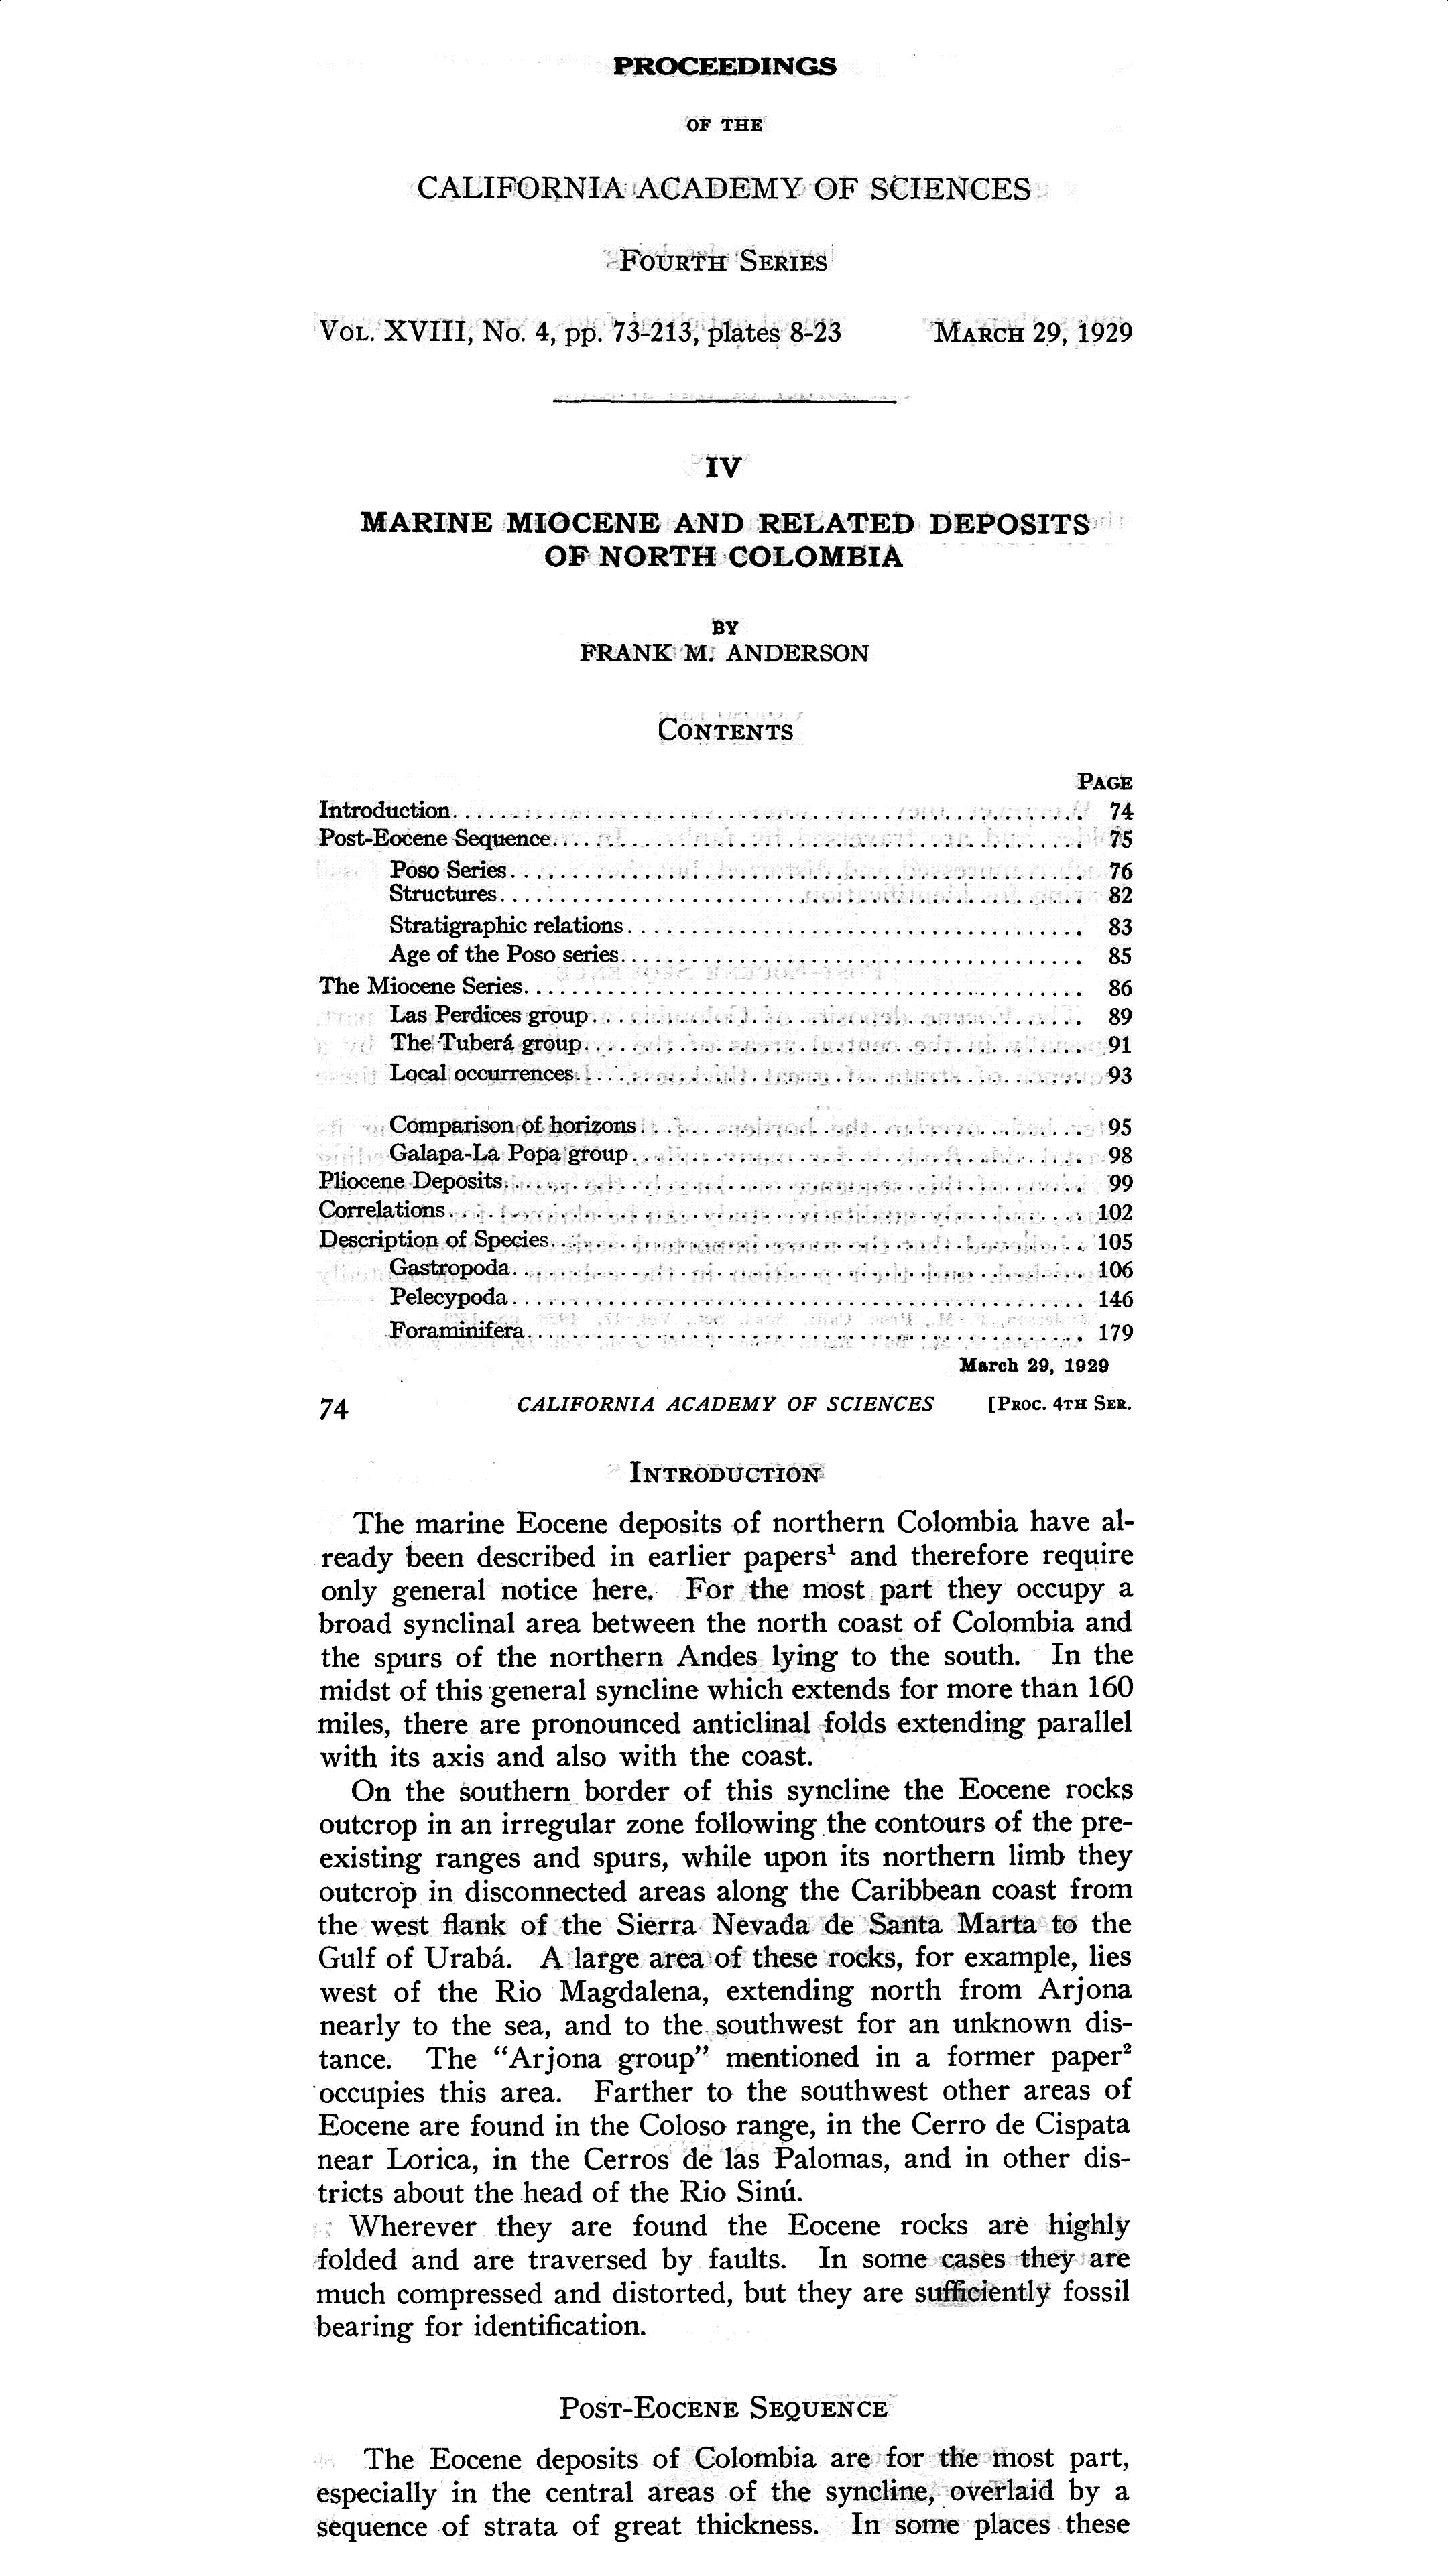 PROCEEDINGS
OF THE
CALIFORNIA ACADEMY OF SCIENCES
FOURTH SERIES
VOL. XVIII, No. 4, pp. 73-213, plates 8-23 MARCH 29, 1929
IV
MARINE MIOCENE AND RELATED DEPOSITS
OF NORTH COLOMBIA
BY
FRANK M. ANDERSON
CONTENTS
PAGE
Introduction 74
Post-Eocene Sequence 75
Poso Series 76
Structures 82
Stratigraphic relations 83
Age of the Poso series 85
The Miocene Series 86
Las Perdices group 89
The Tuberá group 91
Local occurrences 93
Comparison of horizons 95
Galapa-La Popa group 98
Pliocene Deposits 99
Correlations 102
Description of Species 105
Gastropoda 106
Pelecypoda 146
Foraminifera 179
March 29, 1929
74 CALIFORNIA ACADEMY OF SCIENCES [PROC. 4TH SER.
INTRODUCTION
The marine Eocene deposits of northern Colombia have al-
ready been described in earlier papers¹ and therefore require
only general notice here. For the most part they occupy a
broad synclinal area between the north coast of Colombia and
the spurs of the northern Andes lying to the south. In the
midst of this general syncline which extends for more than 160
miles, there are pronounced anticlinal folds extending parallel
with its axis and also with the coast.
On the southern border of this syncline the Eocene rocks
outcrop in an irregular zone following the contours of the pre-
existing ranges and spurs, while upon its northern limb they
outcrop in disconnected areas along the Caribbean coast from
the west flank of the Sierra Nevada de Santa Marta to the
Gulf of Urabá. A large area of these rocks, for example, lies
west of the Rio Magdalena, extending north from Arjona
nearly to the sea, and to the southwest for an unknown dis-
tance. The “Arjona group” mentioned in a former paper²
occupies this area. Farther to the southwest other areas of
Eocene are found in the Coloso range, in the Cerro de Cispata
near Lorica, in the Cerros de las Palomas, and in other dis-
tricts about the head of the Rio Sinú.
Wherever they are found the Eocene rocks are highly
folded and are traversed by faults. In some cases they are
much compressed and distorted, but they are sufficiently fossil
bearing for identification.
POST-EOCENE SEQUENCE
The Eocene deposits of Colombia are for the most part,
especially in the central areas of the syncline, overlaid by a
sequence of strata of great thickness. In some places these